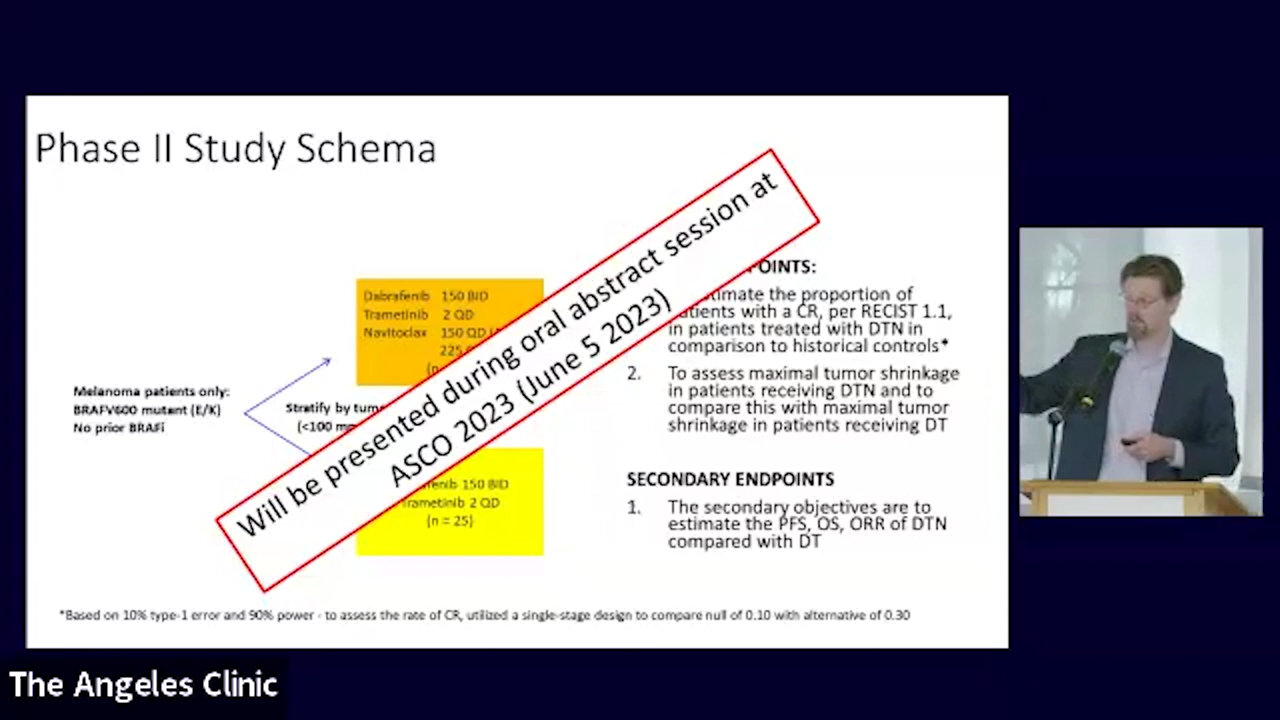 Phase II Study Schema
Will be presented during oral abstract session at
ASCO 2023 (June 5 2023)
Melanoma patients only:
BRAFV600 mutant (E/K)
No prior BRAFi
Stratify by
(<100
Dabrafenib 150 BID
Trametinib 2 QD
Navitoclax 150 QD
225
150 BID
Trametinib 2 QD
(n = 25)
the proportion of
with a CR, per RECIST 1.1,
in patients treated with DTN in
comparison to historical controls*
2. To assess maximal tumor shrinkage
in patients receiving DTN and to
compare this with maximal tumor
shrinkage in patients receiving DT
SECONDARY ENDPOINTS
1. The secondary objectives are to
estimate the PFS, OS, ORR of DTN
compared with DT
*Based on 10% type-1 error and 90% power - to assess the rate of CR, utilized a single-stage design to compare null of 0.10 with alternative of 0.30
The Angeles Clinic